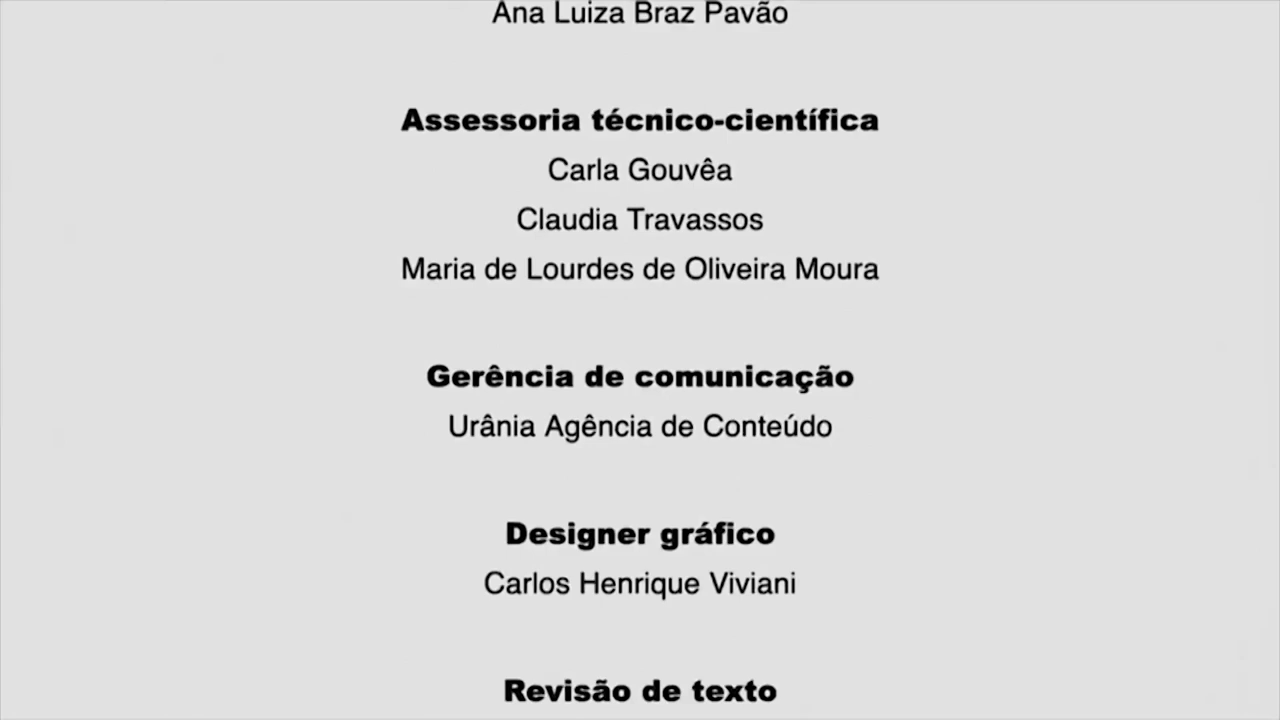 Ana Luiza Braz Pavão
Assessoria técnico-científica
Carla Gouvêa
Claudia Travassos
Maria de Lourdes de Oliveira Moura
Gerência de comunicação
Urânia Agência de Conteúdo
Designer gráfico
Carlos Henrique Viviani
Revisão de texto